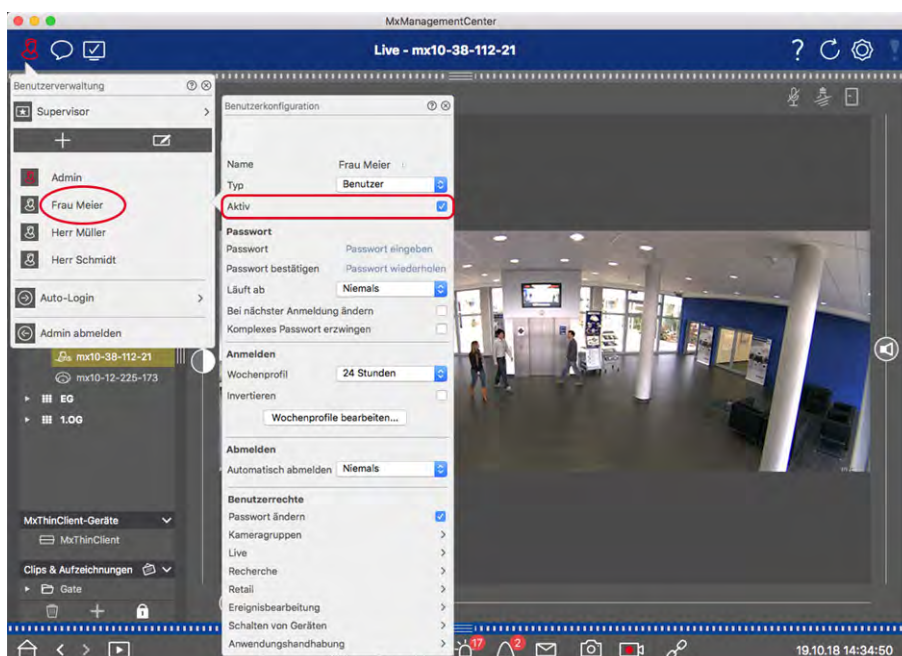 MxManagementCenter
Live - mx10-38-112-21
?
Benutzerverwaltung
Supervisor
Admin
Frau Meier
Herr Müller
Herr Schmidt
Auto-Login
Admin abmelden
mx10-38-112-21
mx10-12-225-173
EG
1.OG
MxThinClient-Geräte
MxThinClient
Clips & Aufzeichnungen
Gate
Benutzerkonfiguration
Name Frau Meier
Typ Benutzer
Aktiv
Passwort
Passwort Passwort eingeben
Passwort bestätigen Passwort wiederholen
Läuft ab Niemals
Bei nächster Anmeldung ändern
Komplexes Passwort erzwingen
Anmelden
Wochenprofil 24 Stunden
Invertieren
Wochenprofile bearbeiten...
Abmelden
Automatisch abmelden Niemals
Benutzerrechte
Passwort ändern
Kameragruppen
Live
Recherche
Retail
Ereignisbearbeitung
Schalten von Geräten
Anwendungshandhabung
17
2
19.10.18 14:34:50